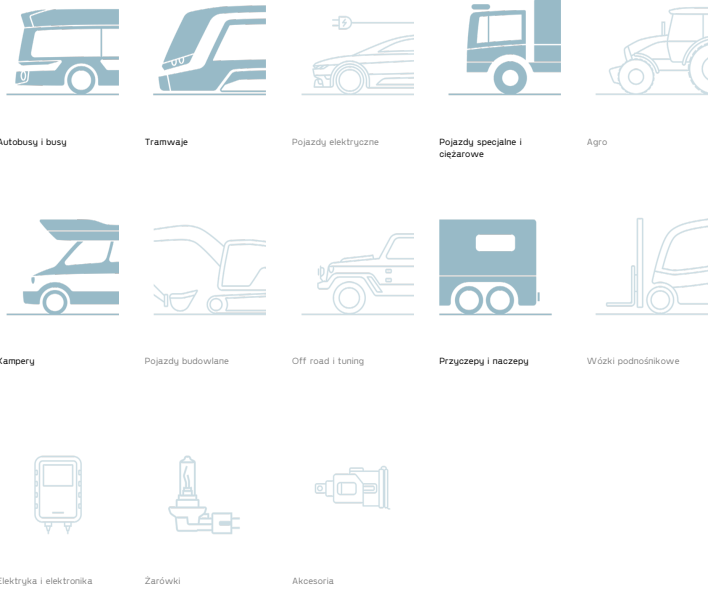 Autobusy i busy
Tramwaje
Pojazdy elektryczne
Pojazdy specjalne i
ciężarowe
Agro
Kampery
Pojazdy budowlane
Off road i tuning
Przyczepy i naczepy
Wózki podnośnikowe
Elektryka i elektronika
Żarówki
Akcesoria